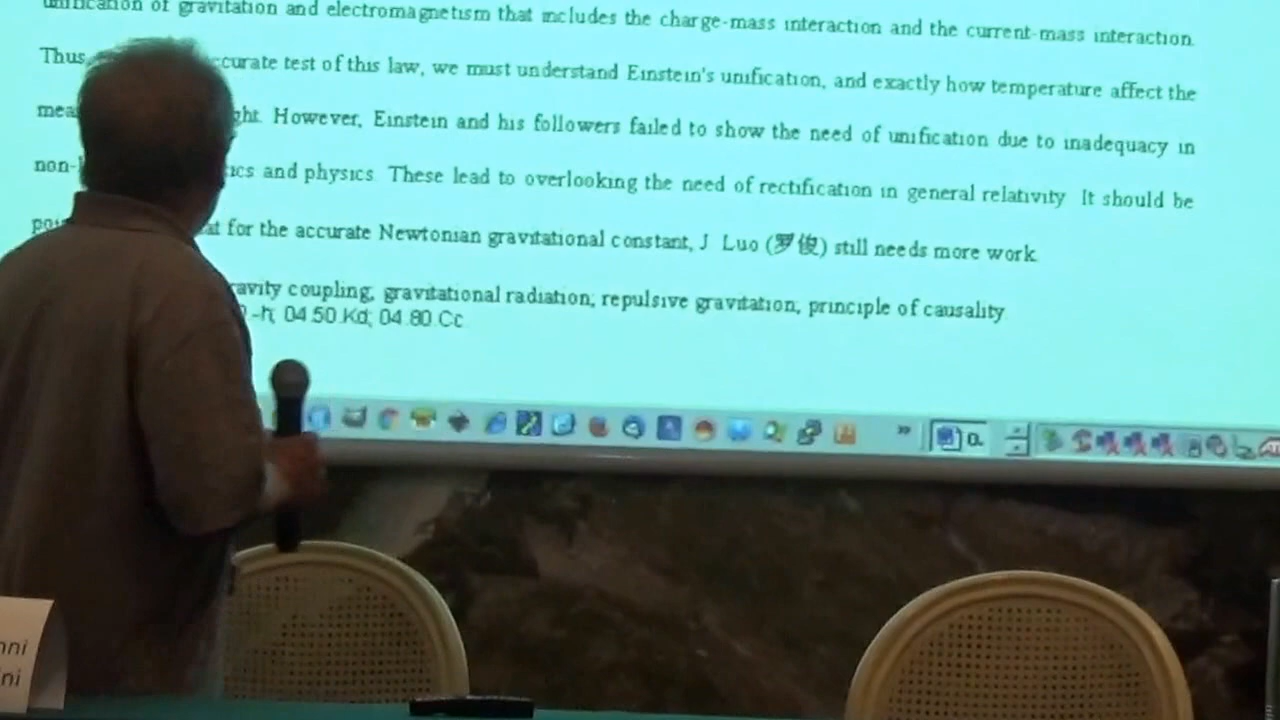 unification of gravitation and electromagnetism that includes the charge-mass interaction and the current-mass interaction.
Thus curate test of this law, we must understand Einstein's unification, and exactly how temperature affect the
mea ght. However, Einstein and his followers failed to show the need of unification due to inadequacy in
non- ics and physics. These lead to overlooking the need of rectification in general relativity. It should be
at for the accurate Newtonian gravitational constant, J. Luo (罗俊) still needs more work.
ravity coupling; gravitational radiation; repulsive gravitation; principle of causality
-h; 04.50.Kd; 04.80.Cc
nni
ni